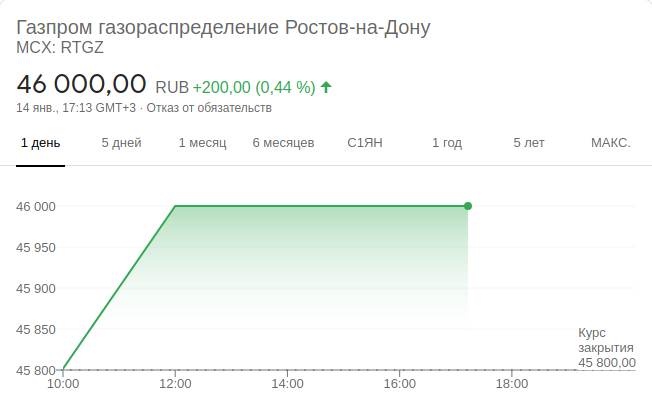 Газпром газораспределение Ростов-на-Дону
MCX: RTGZ
46 000,00 RUB +200,00 (0,44 %)
14 янв., 17:13 GMT+3 · Отказ от обязательств
1 день 5 дней 1 месяц 6 месяцев С1ЯН 1 год 5 лет МАКС.
46 000
45 950
45 900
45 850
Курс
закрытия
45 800,00
45 800
10:00 12:00 14:00 16:00 18:00